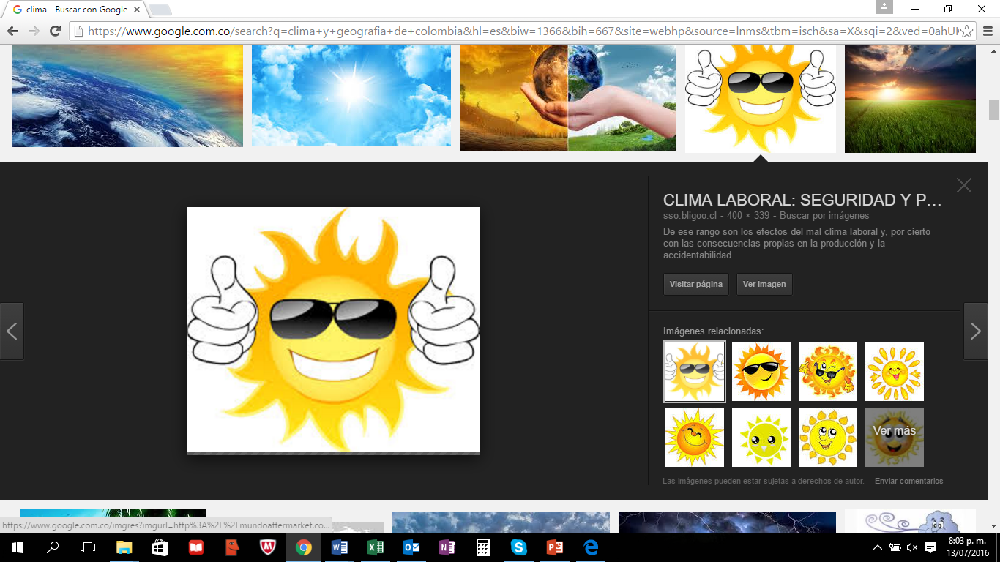 clima - Buscar con Google
https://www.google.com.co/search?q=clima+y+geografia+de+colombia&hl=es&biw=1366&bih=667&site=webhp&source=lnms&tbm=isch&sa=X&sqi=2&ved=0ahUK
CLIMA LABORAL: SEGURIDAD Y P…
sso.bligoo.cl - 400 × 339 - Buscar por imágenes
De ese rango son los efectos del mal clima laboral y, por cierto
con las consecuencias propias en la producción y la
accidentabilidad.
Visitar página
Ver imagen
Imágenes relacionadas:
Ver más
Las imágenes pueden estar sujetas a derechos de autor. - Enviar comentarios
https://www.google.com.co/imgres?imgurl=http%3A%2F%2Fmundoaftermarket.co...
8:03 p. m.
13/07/2016